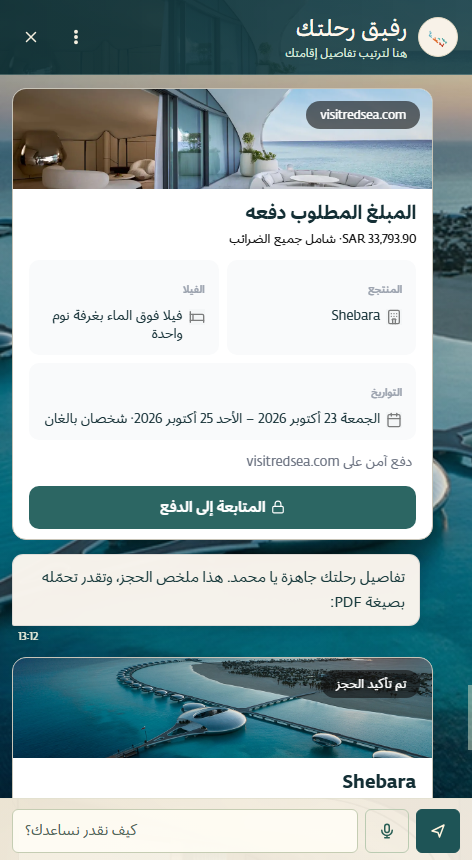 رفيق رحلتك
هنا لترتيب تفاصيل إقامتك
visitredsea.com
المبلغ المطلوب دفعه
SAR 33,793.90· شامل جميع الضرائب
المنتجع
Shebara
الفيلا
فيلا فوق الماء بغرفة نوم
واحدة
التواريخ
الجمعة 23 أكتوبر 2026 – الأحد 25 أكتوبر 2026· شخصان بالغان
دفع آمن على visitredsea.com
المتابعة إلى الدفع
تفاصيل رحلتك جاهزة يا محمد. هذا ملخص الحجز، وتقدر تحمّله
بصيغة PDF:
13:12
تم تأكيد الحجز
Shebara
كيف نقدر نساعدك؟